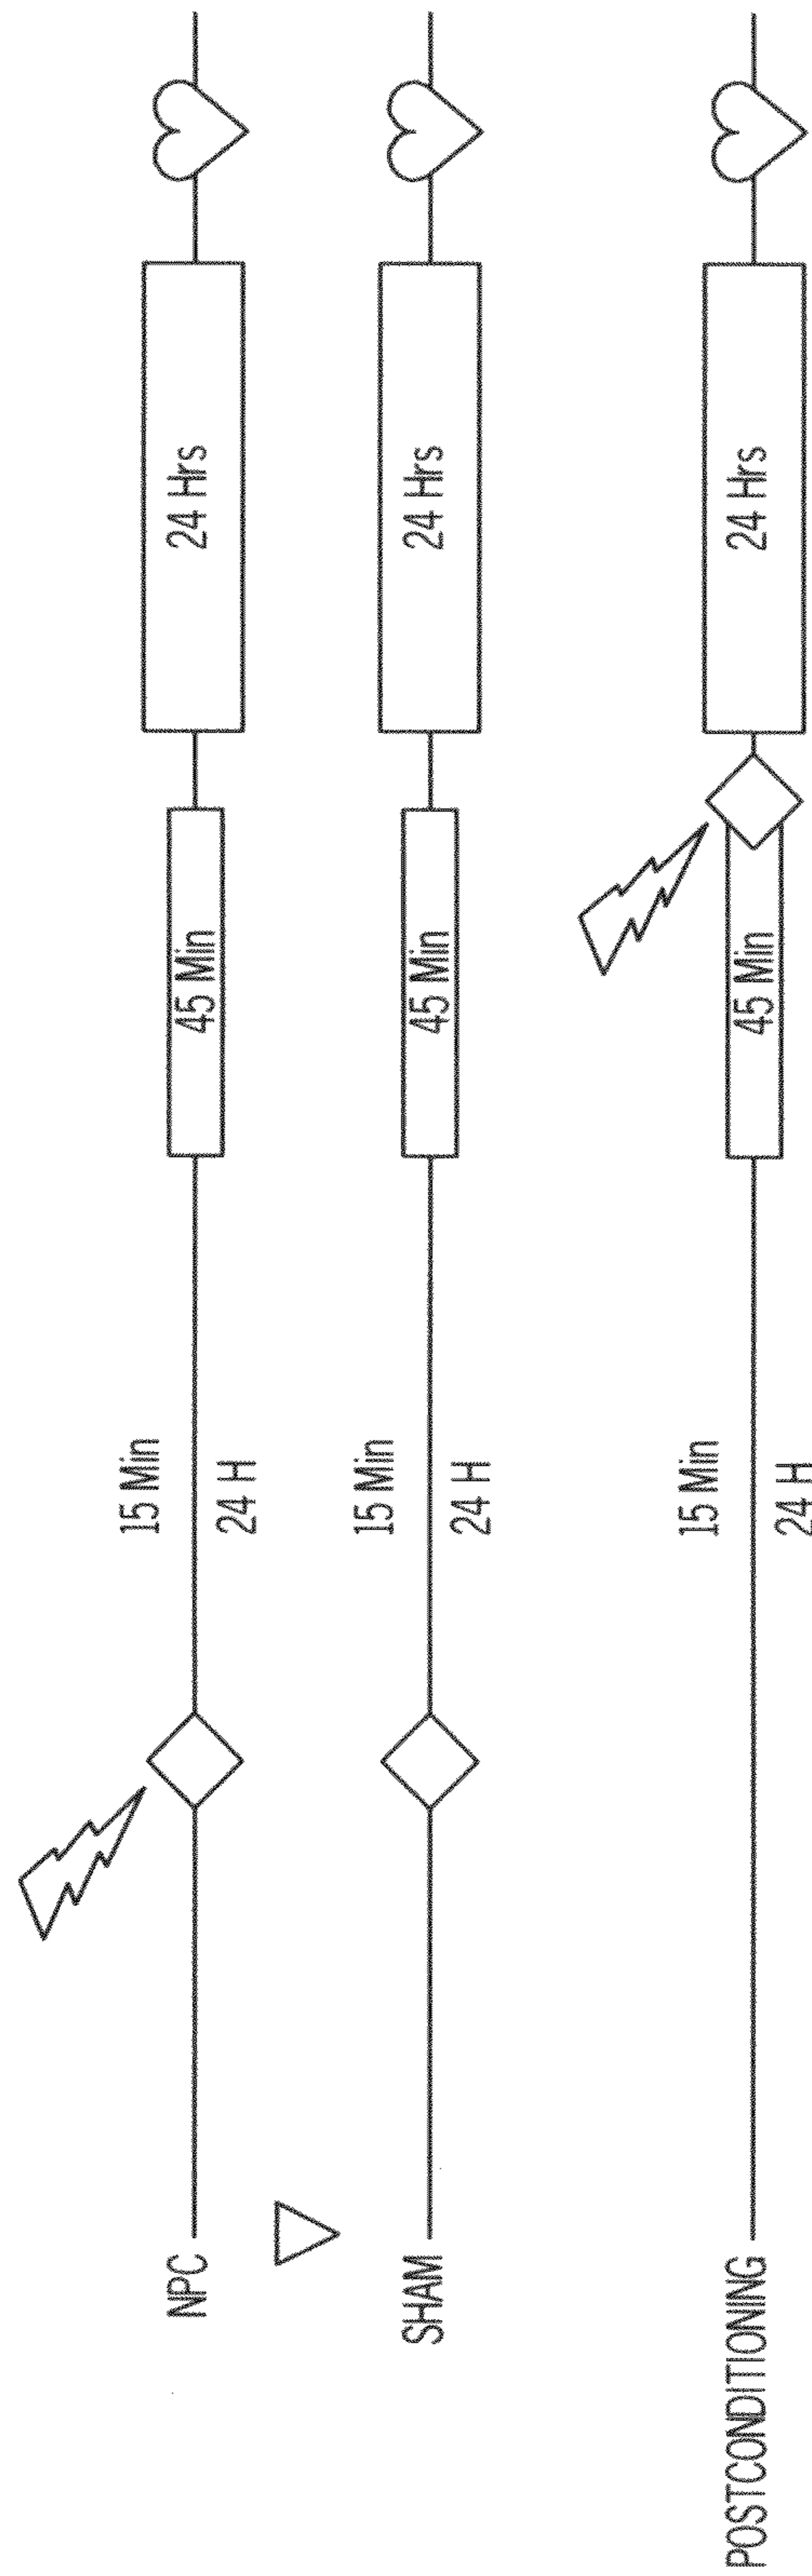 NPC
15 Min
24 H
45 Min
24 Hrs
SHAM
15 Min
24 H
45 Min
24 Hrs
POSTCONDITIONING
15 Min
24 H
45 Min
24 Hrs